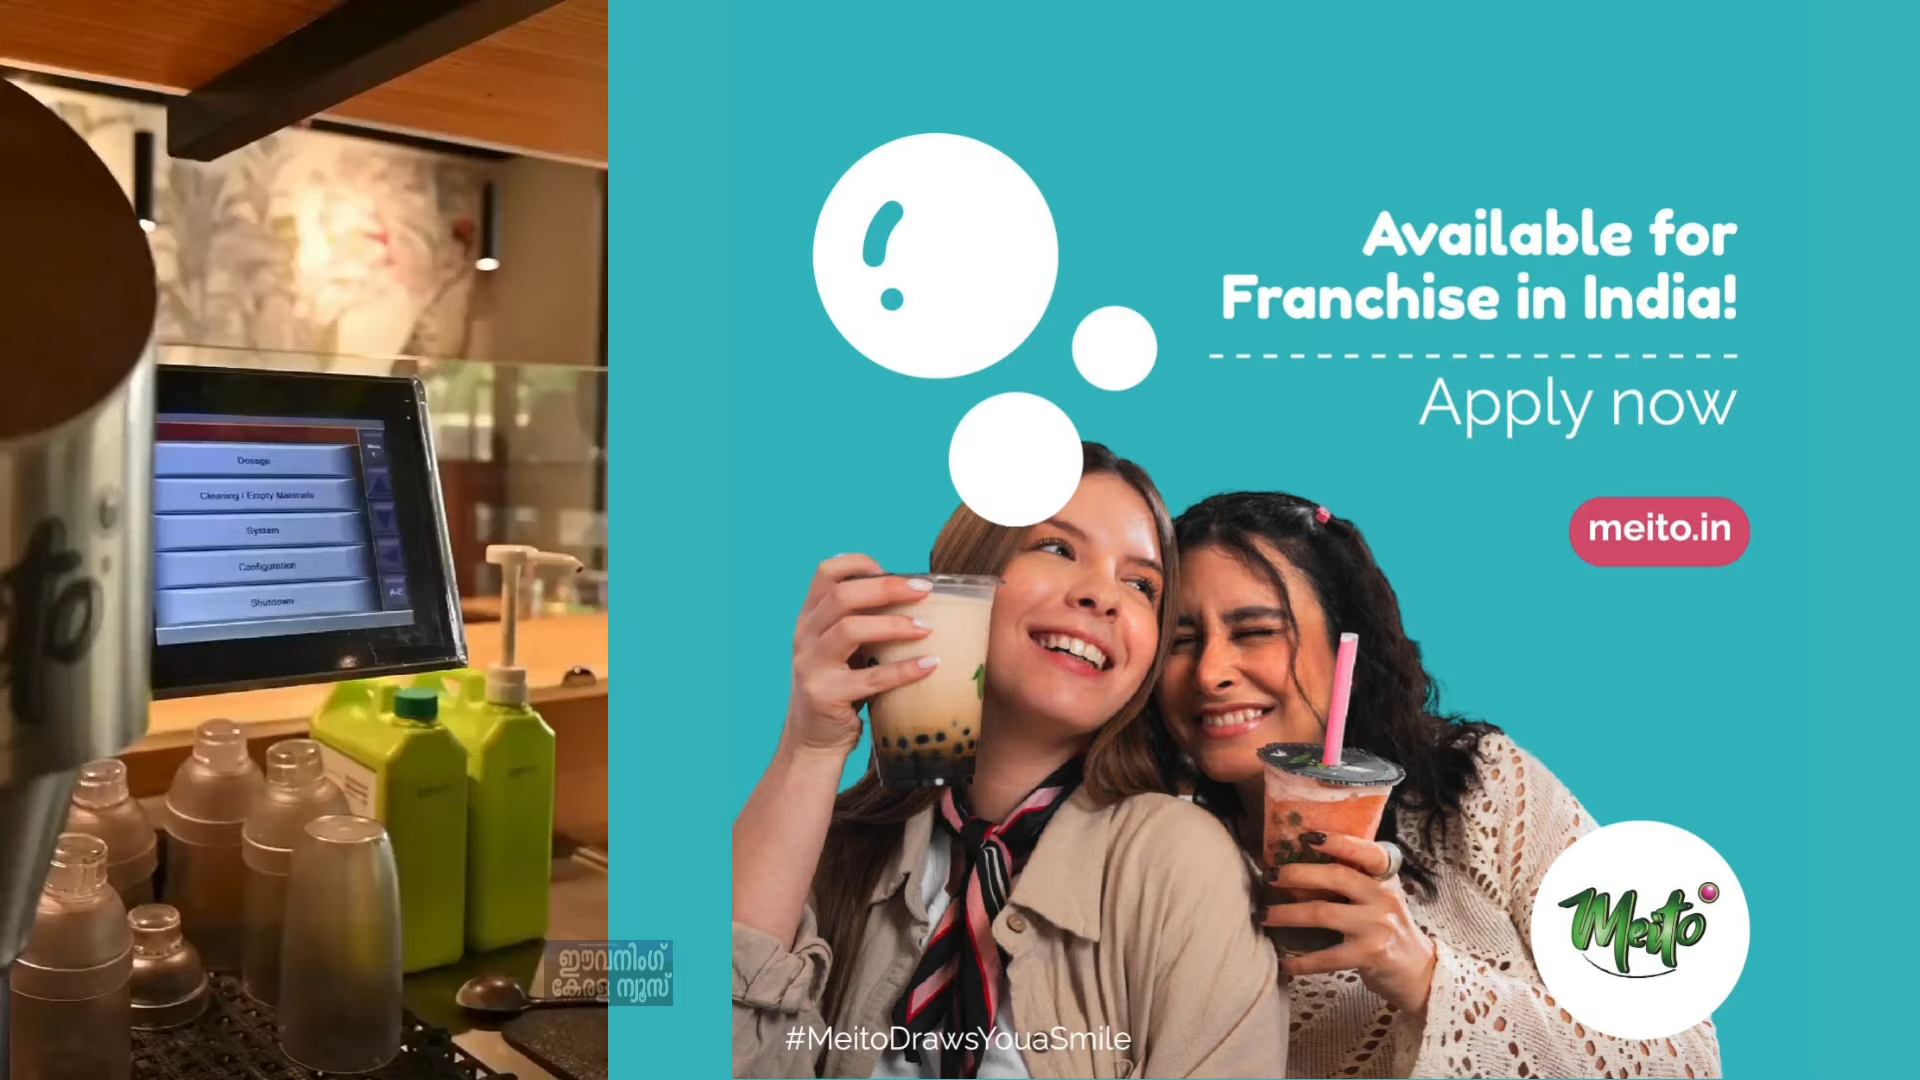 Dosage
Cleaning / Empty Materials
System
Configuration
Shutdown
A-Z
ഈവനിംഗ്
കേരള ന്യൂസ്
Available for
Franchise in India!
Apply now
meito.in
Meito
#MeitoDrawsYouaSmile